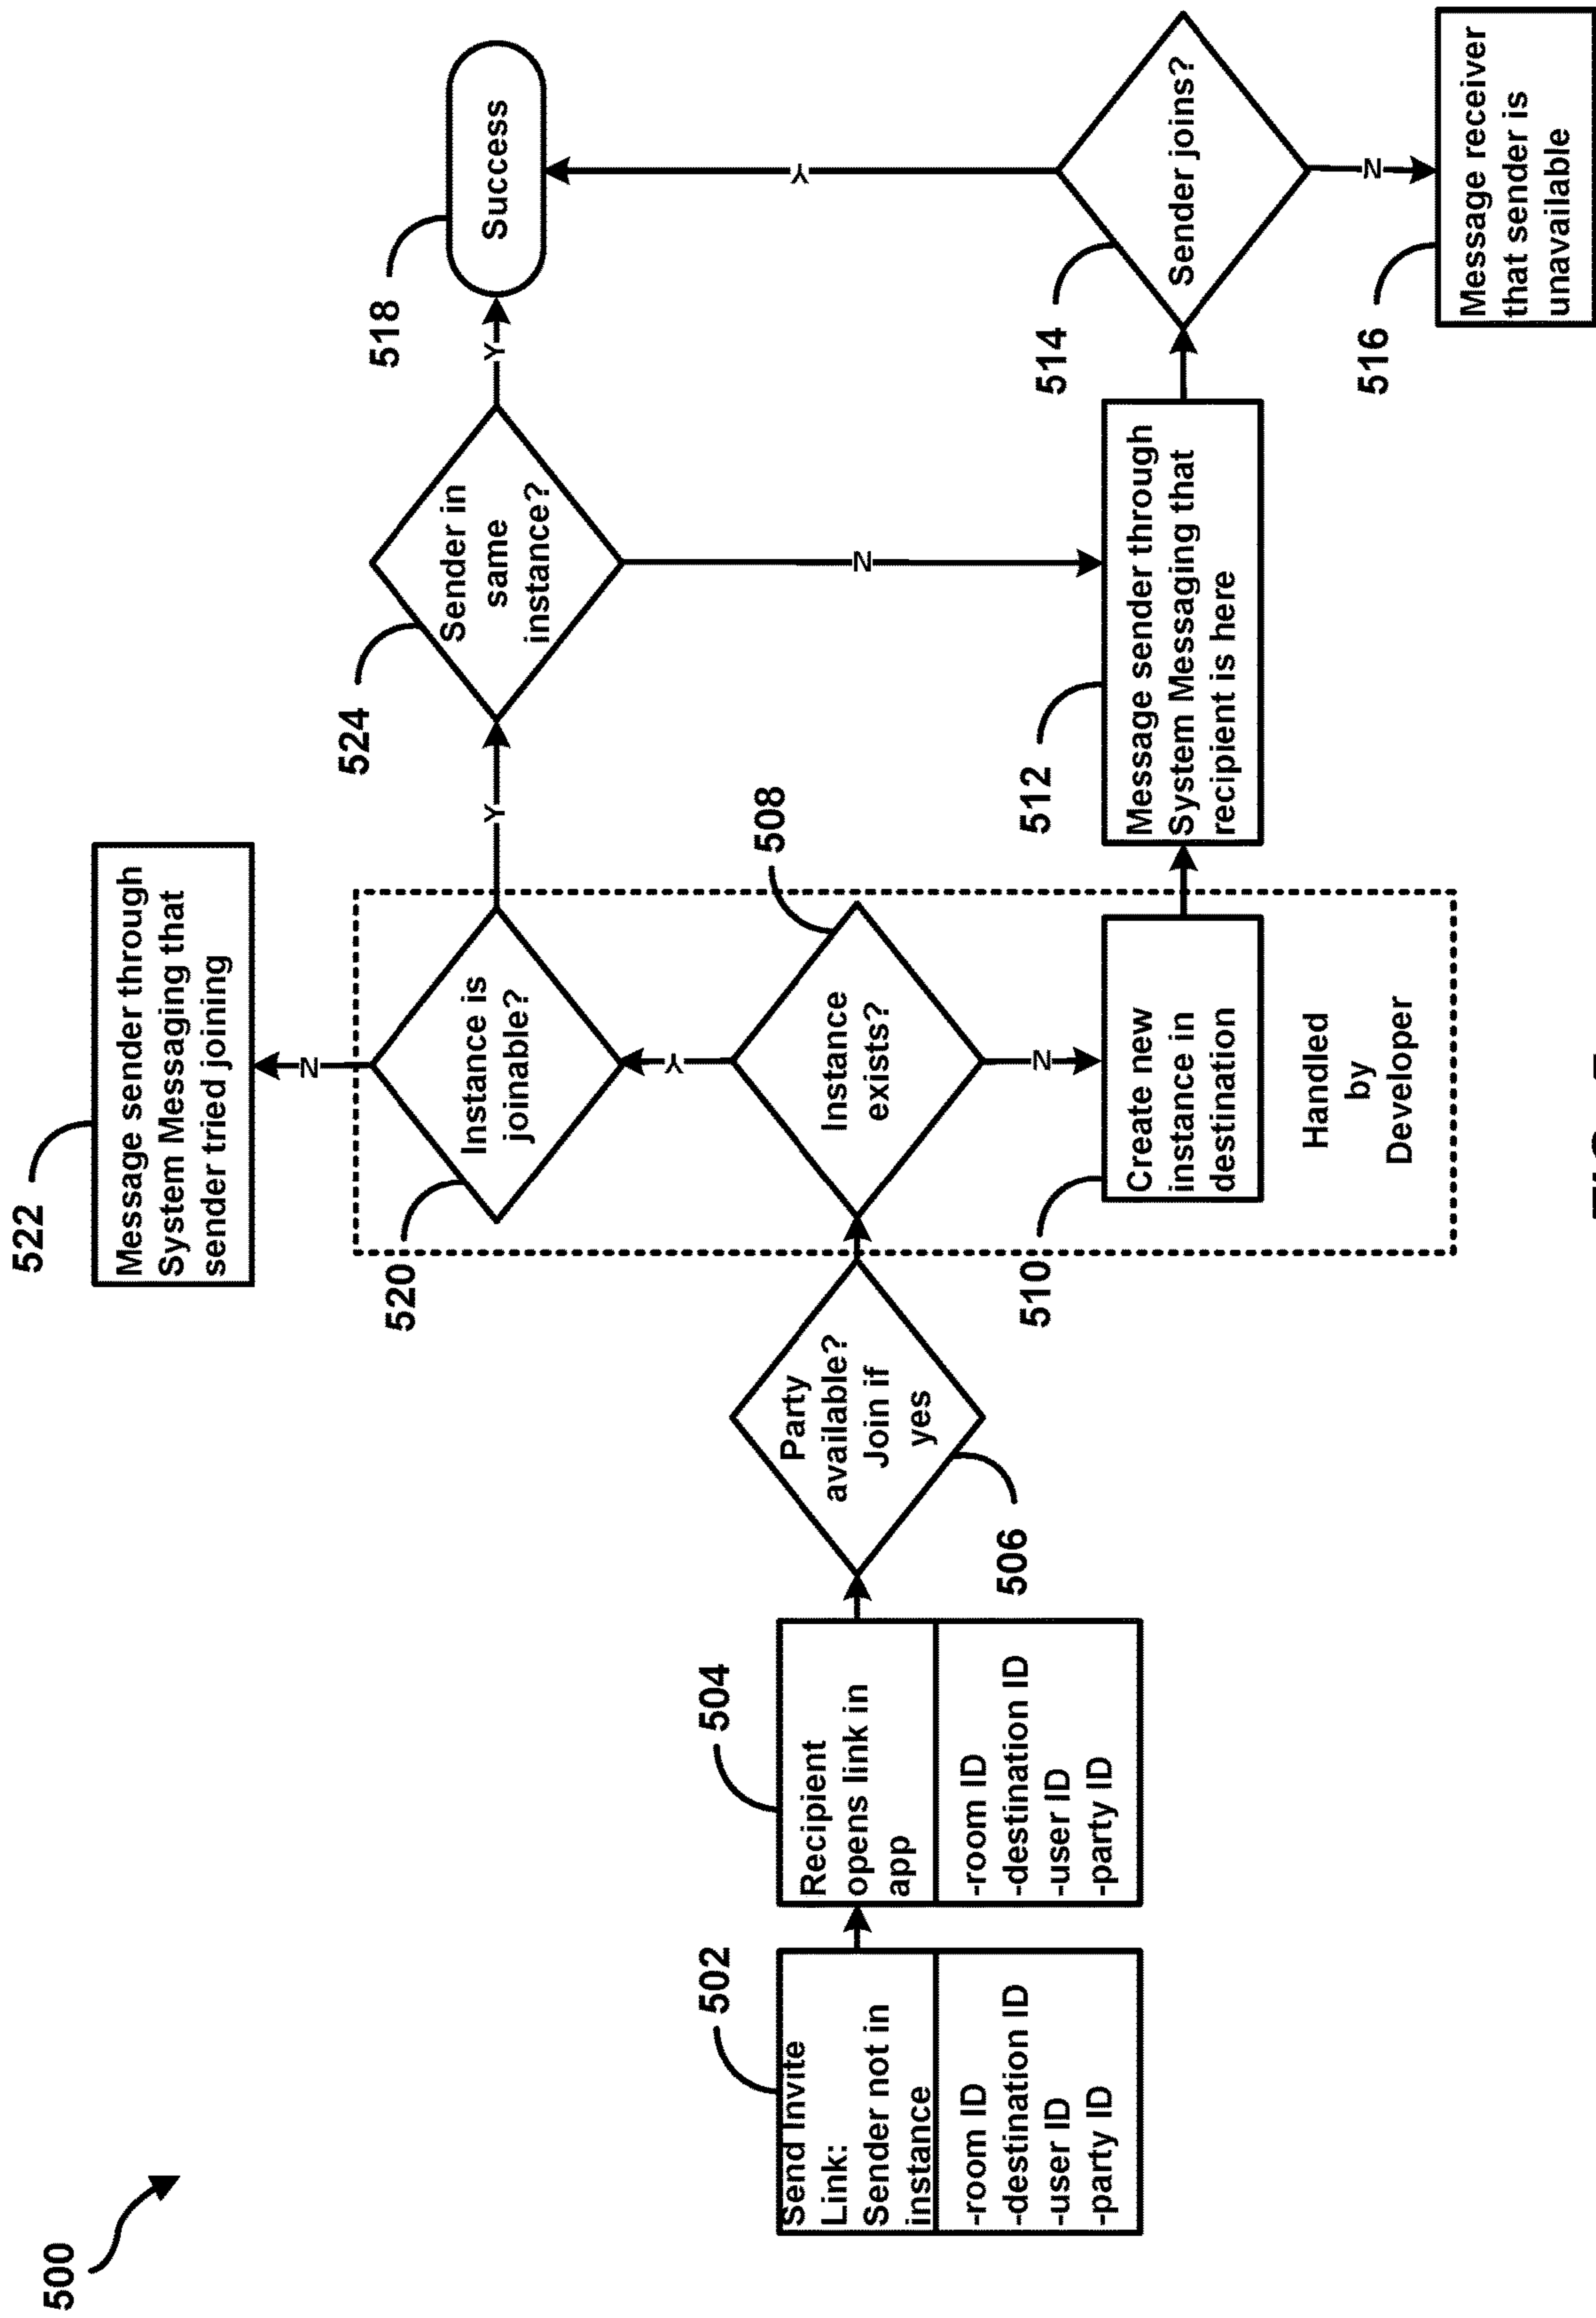 500
502
Send Invite
Link:
Sender not in
instance
-room ID
-destination ID
-user ID
-party ID
504
Recipient
opens link in
app
-room ID
-destination ID
-user ID
-party ID
506
Party
available?
Join if
yes
508
Instance
exists?
Y
N
510
Create new
instance in
destination
Handled
by
Developer
520
Instance is
joinable?
N
Y
522
Message sender through
System Messaging that
sender tried joining
524
Sender in
same
instance?
Y
N
512
Message sender through
System Messaging that
recipient is here
514
Sender joins?
Y
N
516
Message receiver
that sender is
unavailable
518
Success